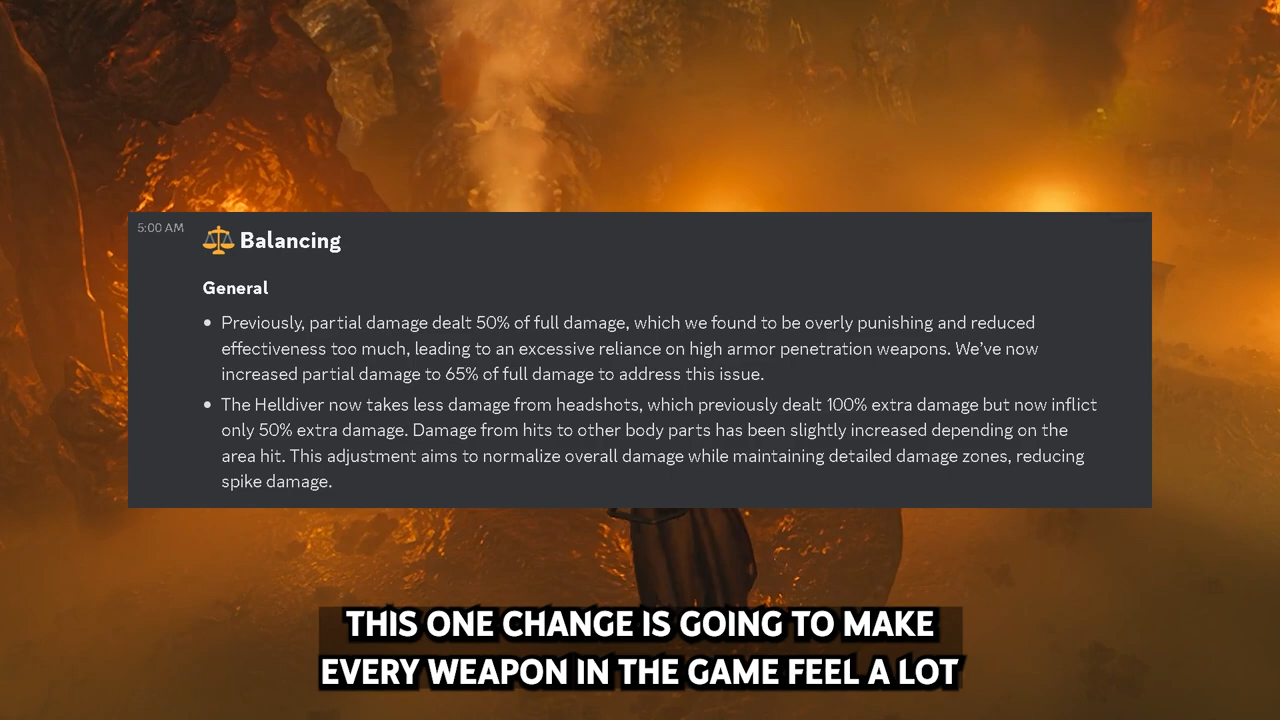 5:00 AM
Balancing
General
• Previously, partial damage dealt 50% of full damage, which we found to be overly punishing and reduced
effectiveness too much, leading to an excessive reliance on high armor penetration weapons. We've now
increased partial damage to 65% of full damage to address this issue.
• The Helldiver now takes less damage from headshots, which previously dealt 100% extra damage but now inflict
only 50% extra damage. Damage from hits to other body parts has been slightly increased depending on the
area hit. This adjustment aims to normalize overall damage while maintaining detailed damage zones, reducing
spike damage.
THIS ONE CHANGE IS GOING TO MAKE
EVERY WEAPON IN THE GAME FEEL A LOT